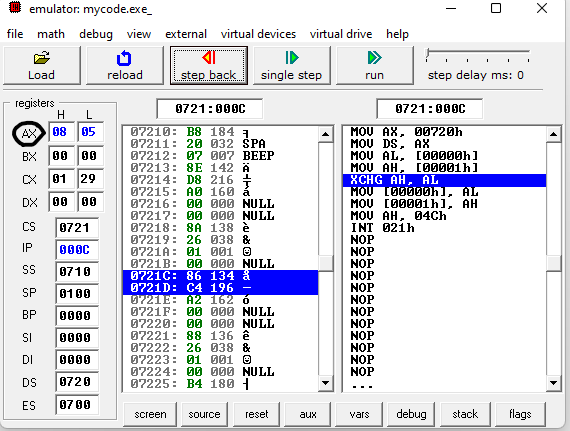 emulator: mycode.exe_
file math debug view external virtual devices virtual drive help
Load reload step back single step run step delay ms: 0
registers
H L
AX 08 05
BX 00 00
CX 01 29
DX 00 00
CS 0721
IP 000C
SS 0710
SP 0100
BP 0000
SI 0000
DI 0000
DS 0720
ES 0700
0721:000C
07210: B8 184 ╕
07211: 20 032 SPA
07212: 07 007 BEEP
07213: 8E 142 Ä
07214: D8 216 ╪
07215: A0 160 á
07216: 00 000 NULL
07217: 00 000 NULL
07218: 8A 138 è
07219: 26 038 &
0721A: 01 001 ☺
0721B: 00 000 NULL
0721C: 86 134 å
0721D: C4 196 ─
0721E: A2 162 ó
0721F: 00 000 NULL
07220: 00 000 NULL
07221: 88 136 ê
07222: 26 038 &
07223: 01 001 ☺
07224: 00 000 NULL
07225: B4 180 ┤
0721:000C
MOV AX, 00720h
MOV DS, AX
MOV AL, [00000h]
MOV AH, [00001h]
XCHG AH, AL
MOV [00000h], AL
MOV [00001h], AH
MOV AH, 04Ch
INT 021h
NOP
NOP
NOP
NOP
NOP
NOP
NOP
NOP
NOP
NOP
NOP
NOP
...
screen source reset aux vars debug stack flags